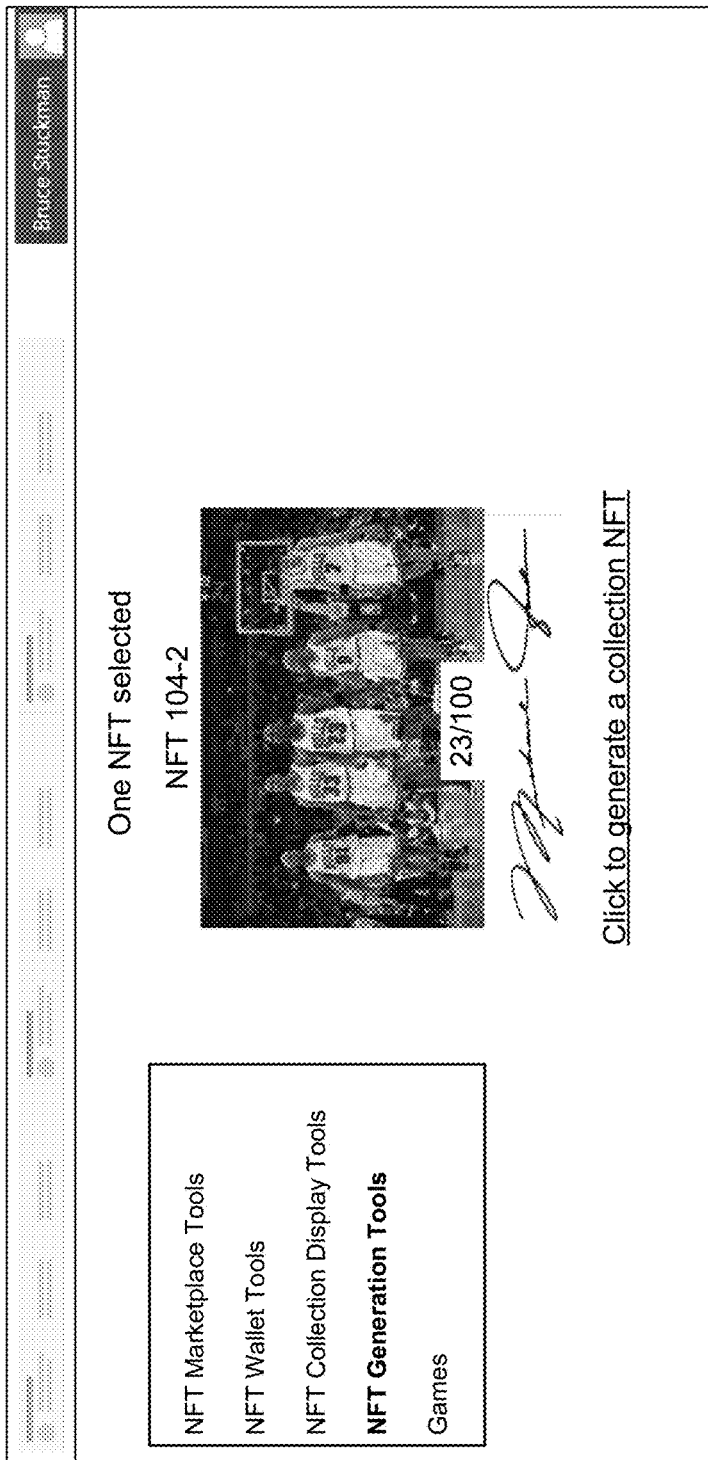 Bruce Stuckman
One NFT selected
NFT 104-2
23/100
Click to generate a collection NFT
NFT Marketplace Tools
NFT Wallet Tools
NFT Collection Display Tools
NFT Generation Tools
Games